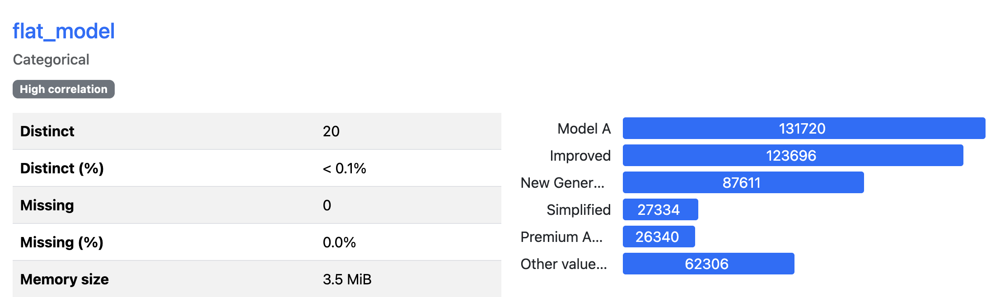 flat_model
Categorical
High correlation
Distinct 20
Distinct (%) < 0.1%
Missing 0
Missing (%) 0.0%
Memory size 3.5 MiB
Model A 131720
Improved 123696
New Gener... 87611
Simplified 27334
Premium A... 26340
Other value... 62306